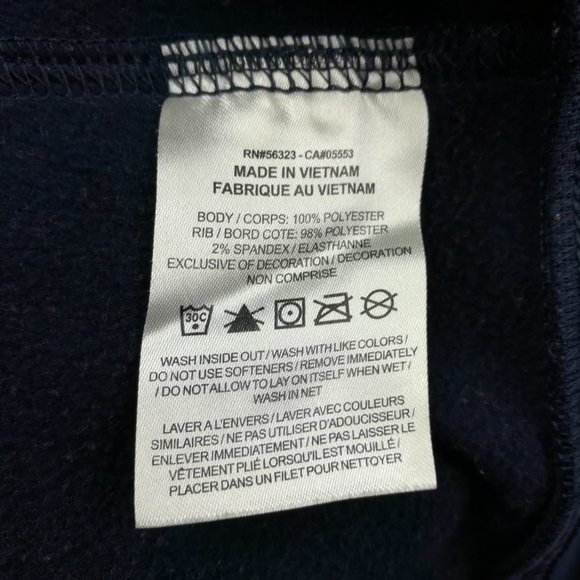 RN#56323 - CA#05553
MADE IN VIETNAM
FABRIQUE AU VIETNAM
BODY / CORPS: 100% POLYESTER
RIB / BORD COTE: 98% POLYESTER
2% SPANDEX / ELASTHANNE
EXCLUSIVE OF DECORATION / DECORATION
NON COMPRISE
30C
WASH INSIDE OUT / WASH WITH LIKE COLORS /
DO NOT USE SOFTENERS / REMOVE IMMEDIATELY
/ DO NOT ALLOW TO LAY ON ITSELF WHEN WET /
WASH IN NET
LAVER A L'ENVERS / LAVER AVEC COULEURS
SIMILAIRES / NE PAS UTILISER D'ADOUCISSEUR /
ENLEVER IMMEDIATEMENT / NE PAS LAISSER LE
VÊTEMENT PLIÉ LORSQU'IL EST MOUILLÉ /
PLACER DANS UN FILET POUR NETTOYER